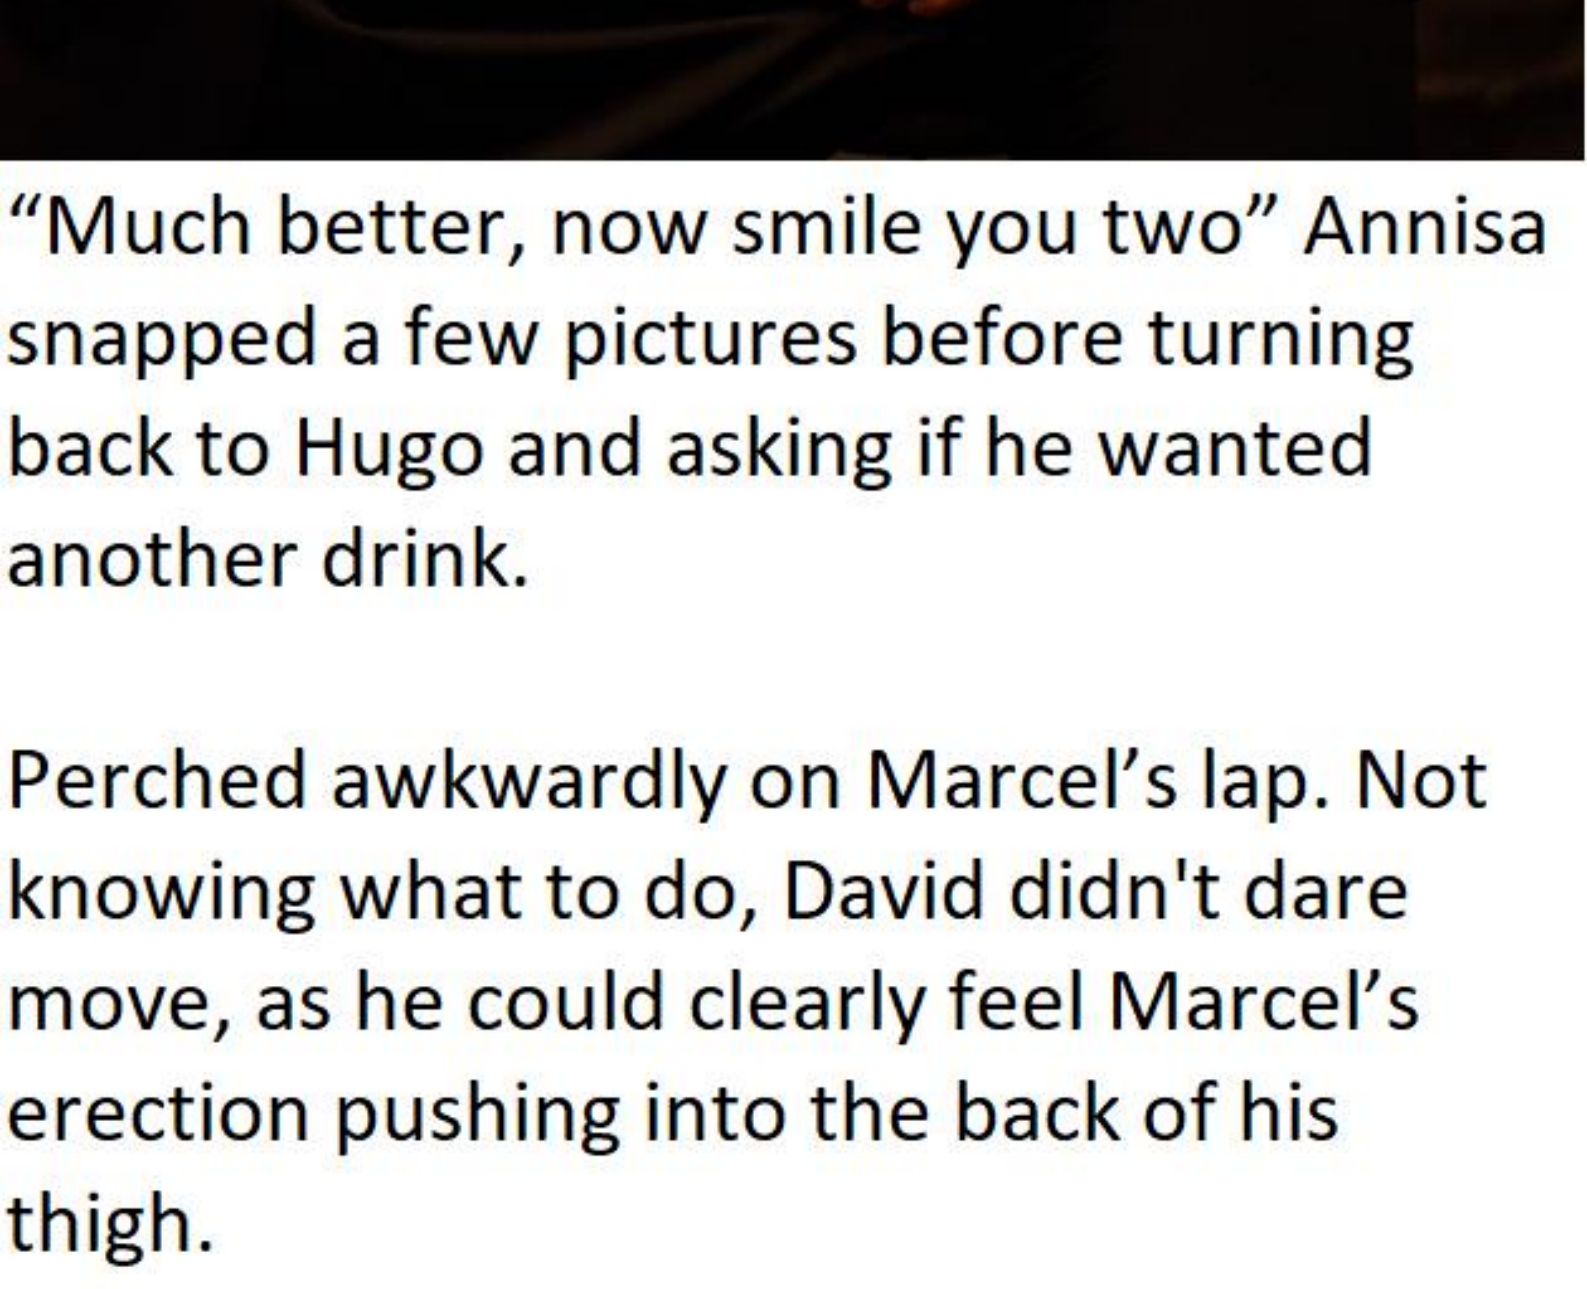 “Much better, now smile you two” Annisa
snapped a few pictures before turning
back to Hugo and asking if he wanted
another drink.
Perched awkwardly on Marcel’s lap. Not
knowing what to do, David didn't dare
move, as he could clearly feel Marcel’s
erection pushing into the back of his
thigh.